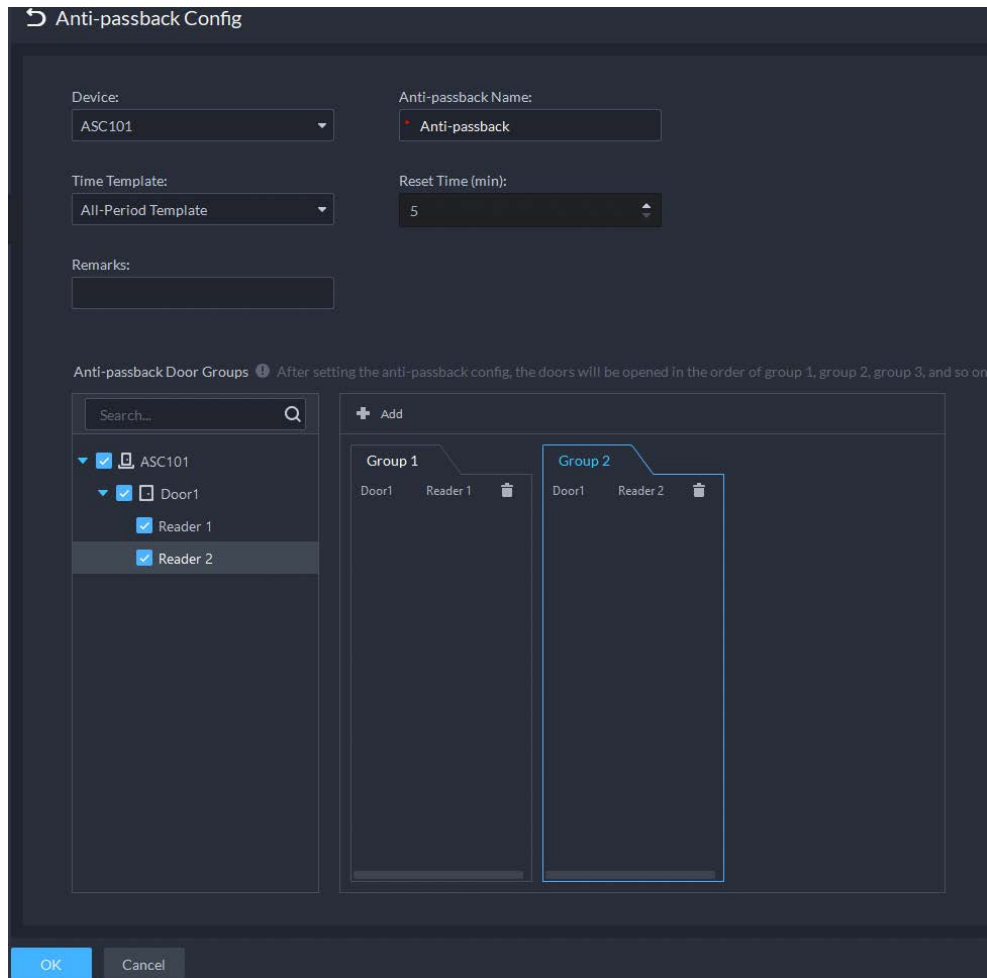 Anti-passback Config
Device:
Anti-passback Name:
ASC101
* Anti-passback
Time Template:
Reset Time (min):
All-Period Template
5
Remarks:
Anti-passback Door Groups ! After setting the anti-passback config, the doors will be opened in the order of group 1, group 2, group 3, and so on
Search...
+ Add
ASC101
Door1
Reader 1
Reader 2
Group 1
Door1 Reader 1
Group 2
Door1 Reader 2
OK
Cancel